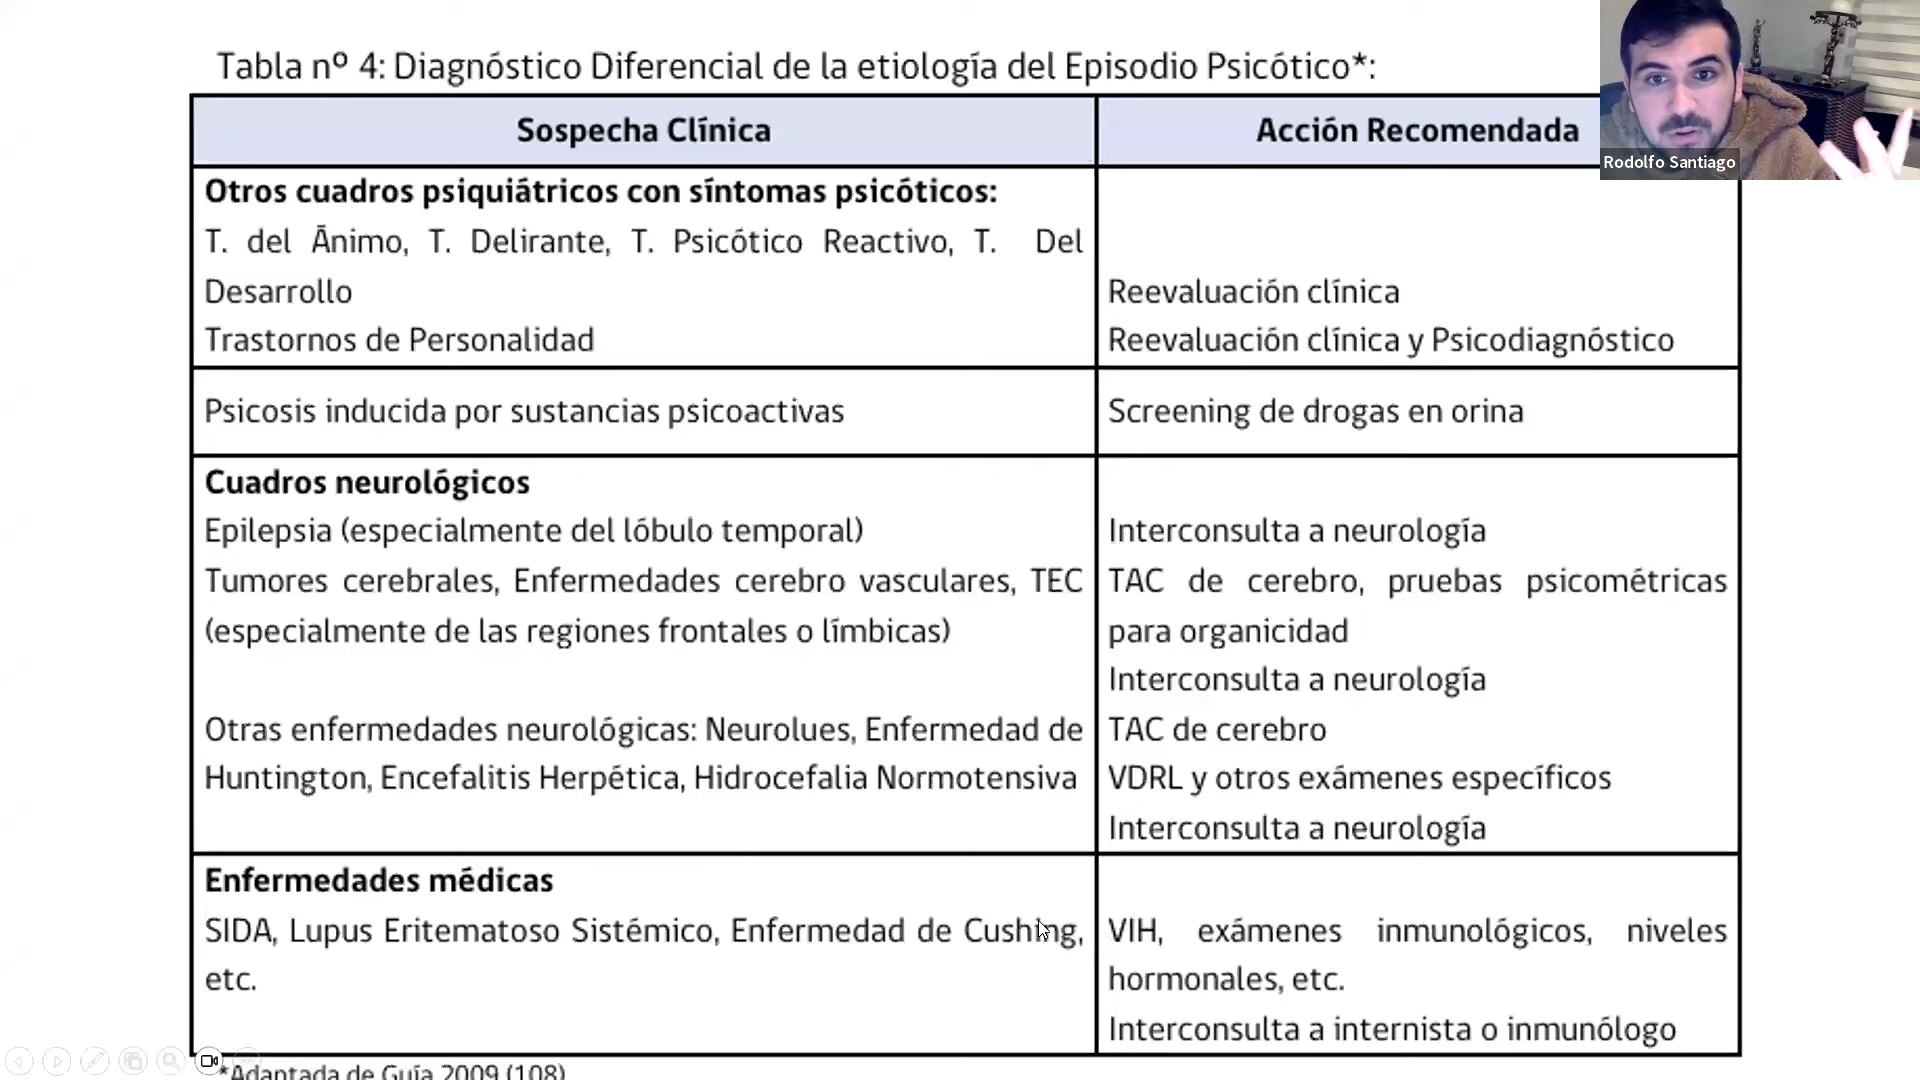 Tabla nº 4: Diagnóstico Diferencial de la etiología del Episodio Psicótico*:
Sospecha Clínica
Acción Recomendada
Rodolfo Santiago
Otros cuadros psiquiátricos con síntomas psicóticos:
T. del Ánimo, T. Delirante, T. Psicótico Reactivo, T. Del
Desarrollo
Trastornos de Personalidad
Reevaluación clínica
Reevaluación clínica y Psicodiagnóstico
Psicosis inducida por sustancias psicoactivas
Screening de drogas en orina
Cuadros neurológicos
Epilepsia (especialmente del lóbulo temporal)
Tumores cerebrales, Enfermedades cerebro vasculares, TEC
(especialmente de las regiones frontales o límbicas)
Otras enfermedades neurológicas: Neurolues, Enfermedad de
Huntington, Encefalitis Herpética, Hidrocefalia Normotensiva
Interconsulta a neurología
TAC de cerebro, pruebas psicométricas
para organicidad
Interconsulta a neurología
TAC de cerebro
VDRL y otros exámenes específicos
Interconsulta a neurología
Enfermedades médicas
SIDA, Lupus Eritematoso Sistémico, Enfermedad de Cushing,
etc.
VIH, exámenes inmunológicos, niveles
hormonales, etc.
Interconsulta a internista o inmunólogo
*Adaptada de Guía 2009 (108)